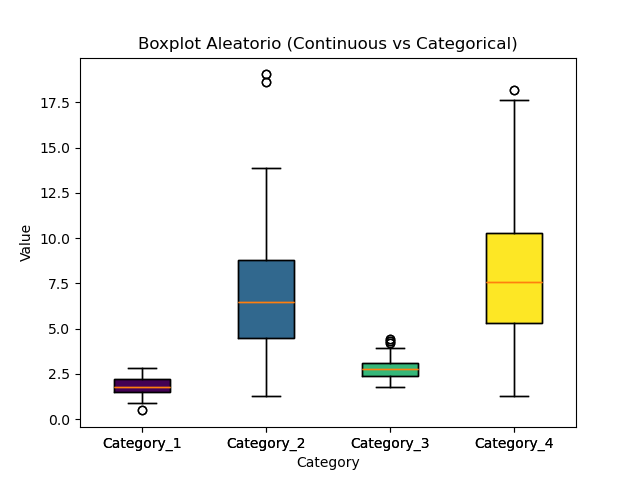 Boxplot Aleatorio (Continuous vs Categorical)
17.5
15.0
12.5
10.0
7.5
5.0
2.5
0.0
Value
Category_1
Category_2
Category_3
Category_4
Category